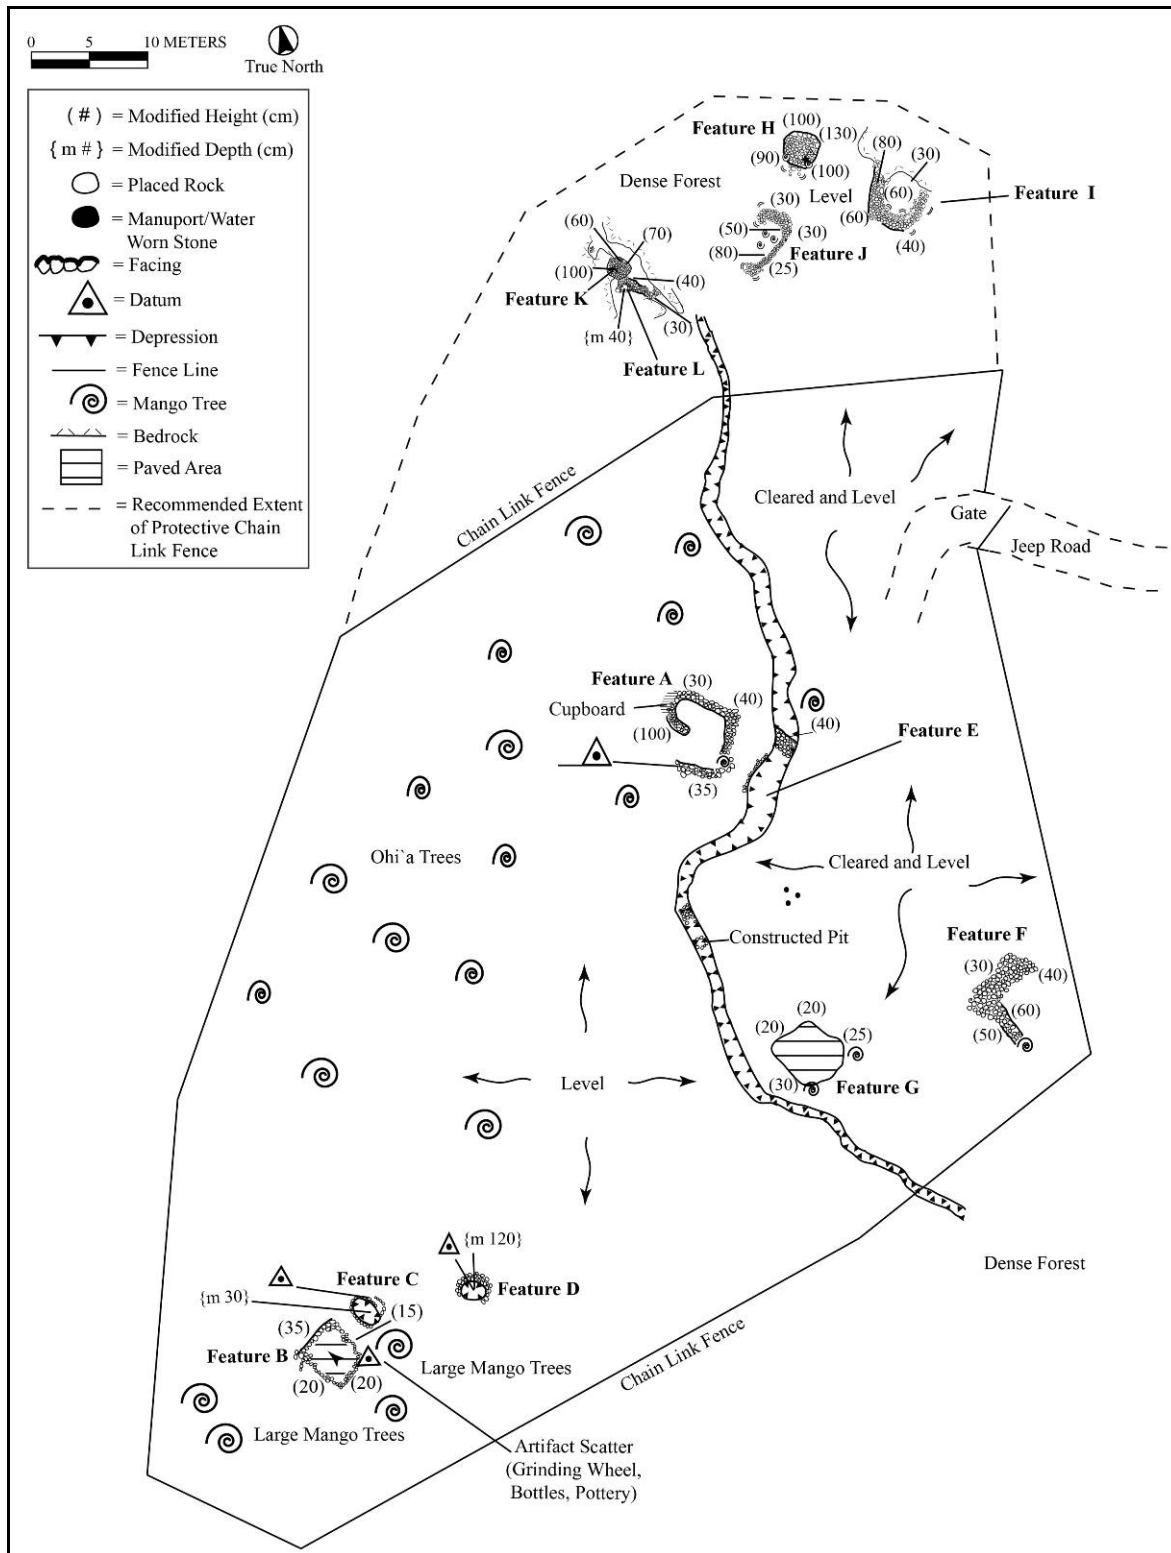 0 5 10 METERS
True North
(#) = Modified Height (cm)
{m #} = Modified Depth (cm)
= Placed Rock
= Manuport/Water
Worn Stone
= Facing
= Datum
= Depression
= Fence Line
= Mango Tree
= Bedrock
= Paved Area
= Recommended Extent
of Protective Chain
Link Fence
Feature H
(100)
(130)
(90)
(100)
Dense Forest
Level
(80)
(30)
(60)
Feature I
(60)
(40)
(30)
(50)
(30)
(80)
Feature J
(25)
(60)
(70)
(100)
(40)
Feature K
(30)
{m 40}
Feature L
Chain Link Fence
Cleared and Level
Gate
Jeep Road
Feature A
(30)
Cupboard
(40)
(100)
(40)
Feature E
(35)
Ohi`a Trees
Cleared and Level
Constructed Pit
Feature F
(30)
(40)
(60)
(50)
(20)
(20)
(25)
(30)
Feature G
Level
Dense Forest
{m 120}
Feature D
Feature C
{m 30}
(15)
(35)
Feature B
(20)
(20)
Large Mango Trees
Large Mango Trees
Chain Link Fence
Artifact Scatter
(Grinding Wheel,
Bottles, Pottery)